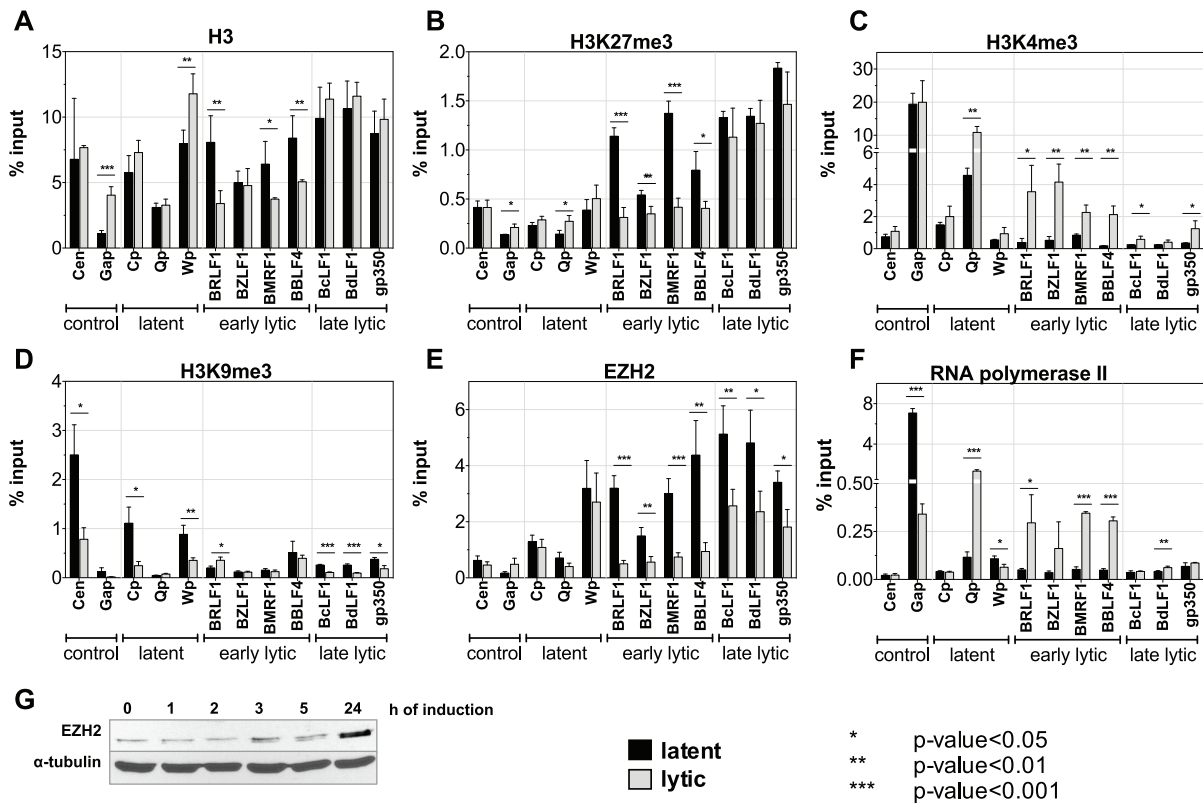 A
H3
15
10
5
0
% input
**
***
**
*
**
Cen
Gap
Cp
Qp
Wp
BRLF1
BZLF1
BMRF1
BBLF4
BcLF1
BdLF1
gp350
control
latent
early lytic
late lytic
B
H3K27me3
2.0
1.5
1.0
0.5
0.0
% input
*
*
***
**
***
*
Cen
Gap
Cp
Qp
Wp
BRLF1
BZLF1
BMRF1
BBLF4
BcLF1
BdLF1
gp350
control
latent
early lytic
late lytic
C
H3K4me3
30
20
10
6
4
2
0
% input
**
*
**
**
**
*
*
Cen
Gap
Cp
Qp
Wp
BRLF1
BZLF1
BMRF1
BBLF4
BcLF1
BdLF1
gp350
control
latent
early lytic
late lytic
D
H3K9me3
4
3
2
1
0
% input
*
*
**
*
***
***
*
Cen
Gap
Cp
Qp
Wp
BRLF1
BZLF1
BMRF1
BBLF4
BcLF1
BdLF1
gp350
control
latent
early lytic
late lytic
E
EZH2
6
4
2
0
% input
***
**
***
**
**
*
*
Cen
Gap
Cp
Qp
Wp
BRLF1
BZLF1
BMRF1
BBLF4
BcLF1
BdLF1
gp350
control
latent
early lytic
late lytic
F
RNA polymerase II
8
4
0.50
0.25
0.00
% input
***
***
*
*
***
***
**
Cen
Gap
Cp
Qp
Wp
BRLF1
BZLF1
BMRF1
BBLF4
BcLF1
BdLF1
gp350
control
latent
early lytic
late lytic
G
0 1 2 3 5 24 h of induction
EZH2
α-tubulin
latent
lytic
* p-value<0.05
** p-value<0.01
*** p-value<0.001